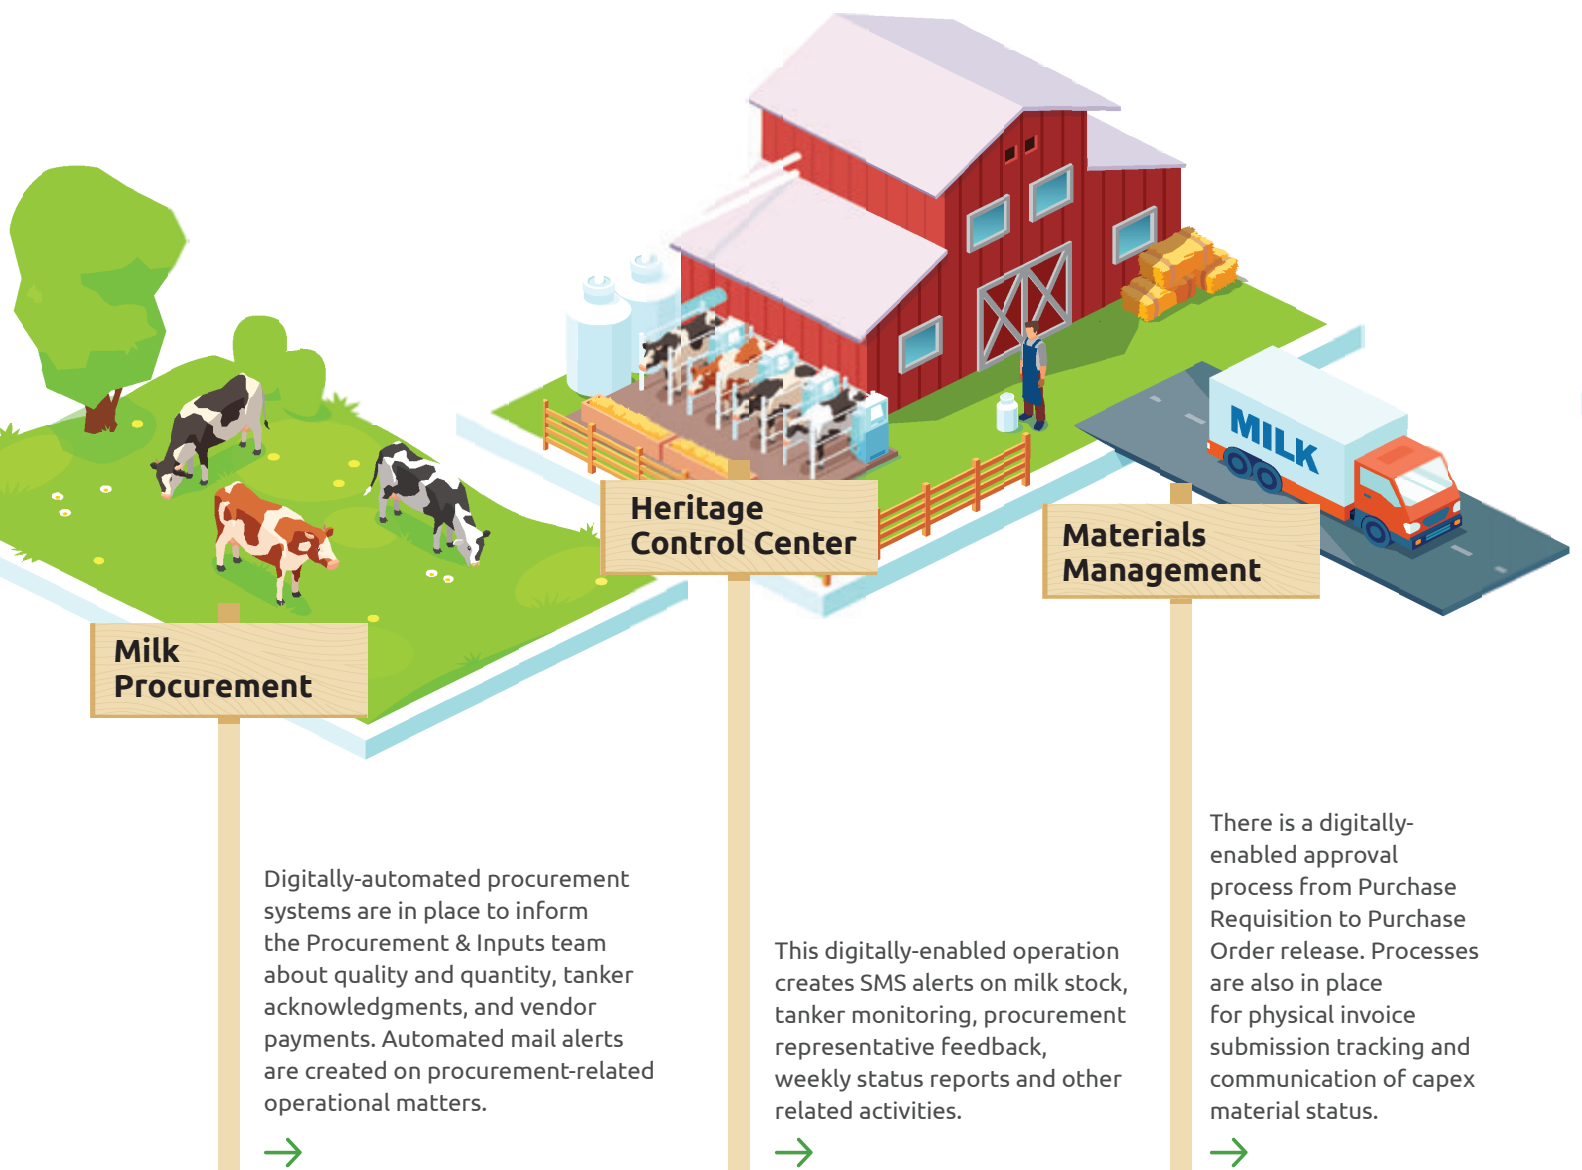 MILK
Heritage
Control Center
Materials
Management
Milk
Procurement
Digitally-automated procurement
systems are in place to inform
the Procurement & Inputs team
about quality and quantity, tanker
acknowledgments, and vendor
payments. Automated mail alerts
are created on procurement-related
operational matters.
This digitally-enabled operation
creates SMS alerts on milk stock,
tanker monitoring, procurement
representative feedback,
weekly status reports and other
related activities.
There is a digitally-
enabled approval
process from Purchase
Requisition to Purchase
Order release. Processes
are also in place
for physical invoice
submission tracking and
communication of capex
material status.